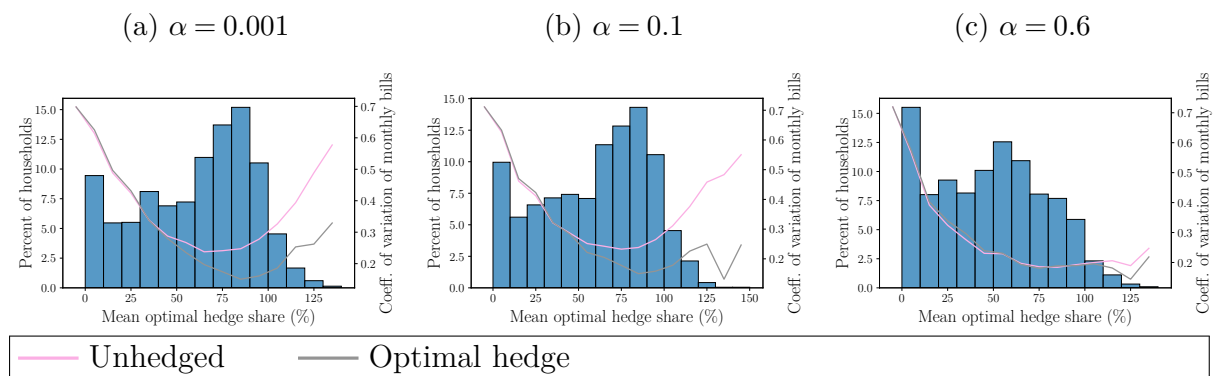 (a) α = 0.001
Percent of households
15.0
12.5
10.0
7.5
5.0
2.5
0.0
0 25 50 75 100 125
Mean optimal hedge share (%)
0.7
0.6
0.5
0.4
0.3
0.2
Coeff. of variation of monthly bills
(b) α = 0.1
Percent of households
15.0
12.5
10.0
7.5
5.0
2.5
0.0
0 25 50 75 100 125 150
Mean optimal hedge share (%)
0.7
0.6
0.5
0.4
0.3
0.2
Coeff. of variation of monthly bills
(c) α = 0.6
Percent of households
15.0
12.5
10.0
7.5
5.0
2.5
0.0
0 25 50 75 100 125
Mean optimal hedge share (%)
0.7
0.6
0.5
0.4
0.3
0.2
Coeff. of variation of monthly bills
Unhedged Optimal hedge